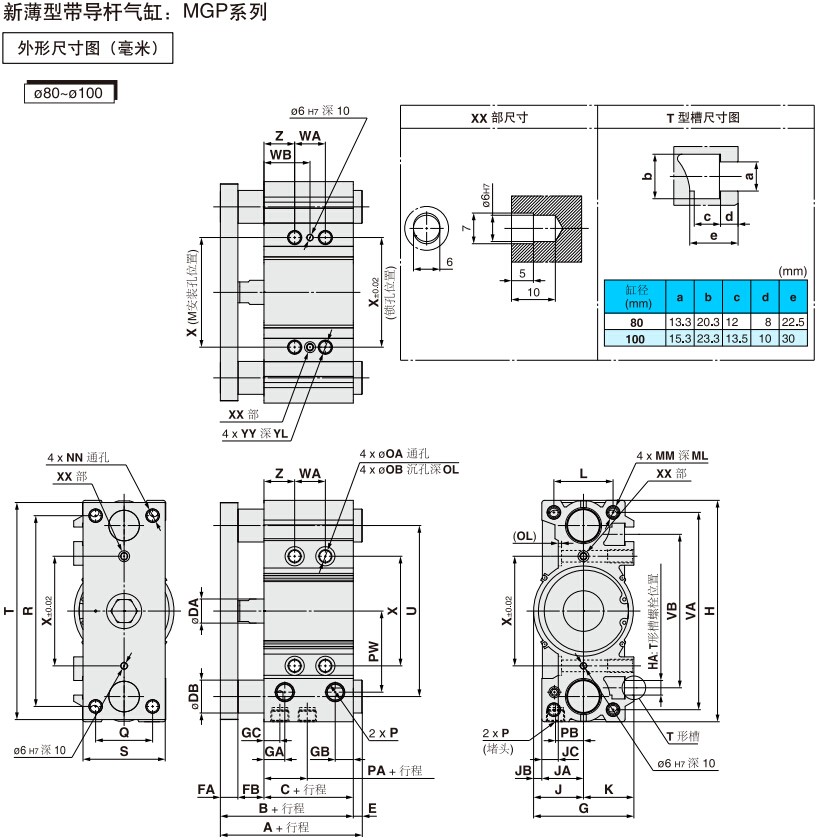 新薄型带导杆气缸：MGP系列
外形尺寸图（毫米）
ø80~ø100
ø6 H7 深 10
Z WA
WB
X (M安装孔位置)
X±0.02
(锁孔位置)
XX 部
4 x YY 深 YL
XX 部尺寸
T 型槽尺寸图
ø6H7
7
6
5
10
b
a
c d
e
(mm)
缸径 (mm) a b c d e
80 13.3 20.3 12 8 22.5
100 15.3 23.3 13.5 10 30
4 x NN 通孔
XX 部
T
R
X±0.02
Q
S
ø6 H7 深 10
4 x øOA 通孔
4 x øOB 沉孔深 OL
Z WA
øDA
øDB
PW
X
U
GC
GA
GB
2 x P
PA + 行程
FA FB C + 行程
B + 行程 E
A + 行程
4 x MM 深 ML
XX 部
L
(OL)
X±0.02
HA: T形槽螺栓位置
VB
VA
H
2 x P
(堵头)
PB
JC
T 形槽
JB JA
ø6 H7 深 10
J K
G